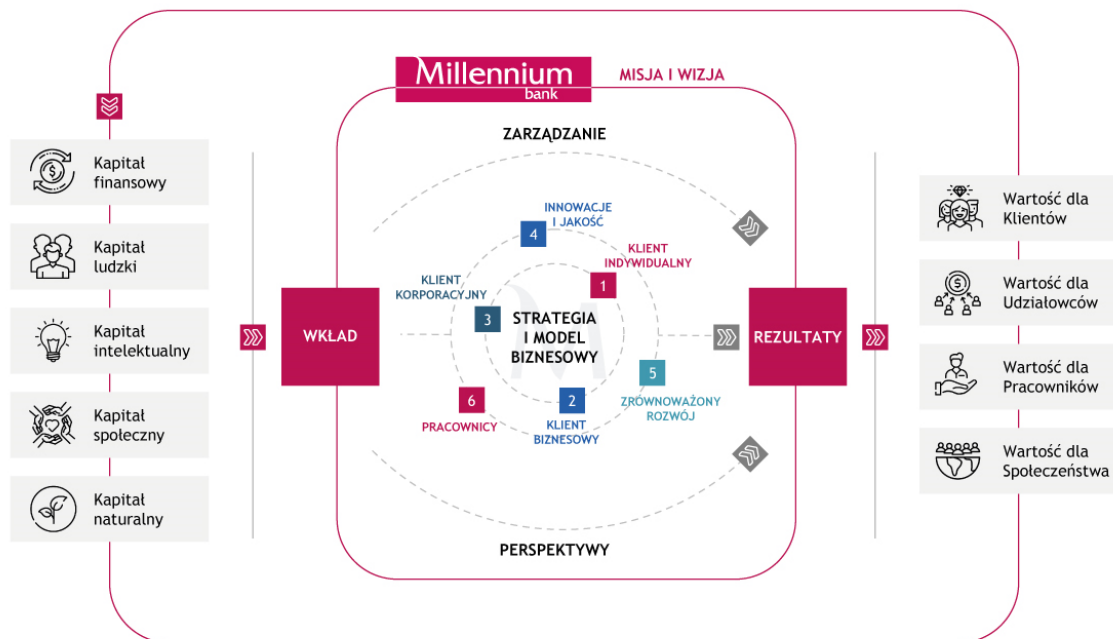 Millennium
bank
MISJA I WIZJA
ZARZĄDZANIE
Kapitał
finansowy
Kapitał
ludzki
Kapitał
intelektualny
Kapitał
społeczny
Kapitał
naturalny
WKŁAD
INNOWACJE
I JAKOŚĆ
4
KLIENT
INDYWIDUALNY
1
KLIENT
KORPORACYJNY
3
STRATEGIA
I MODEL
BIZNESOWY
5
ZRÓWNOWAŻONY
ROZWÓJ
6
PRACOWNICY
2
KLIENT
BIZNESOWY
PERSPEKTYWY
REZULTATY
Wartość dla
Klientów
Wartość dla
Udziałowców
Wartość dla
Pracowników
Wartość dla
Społeczeństwa